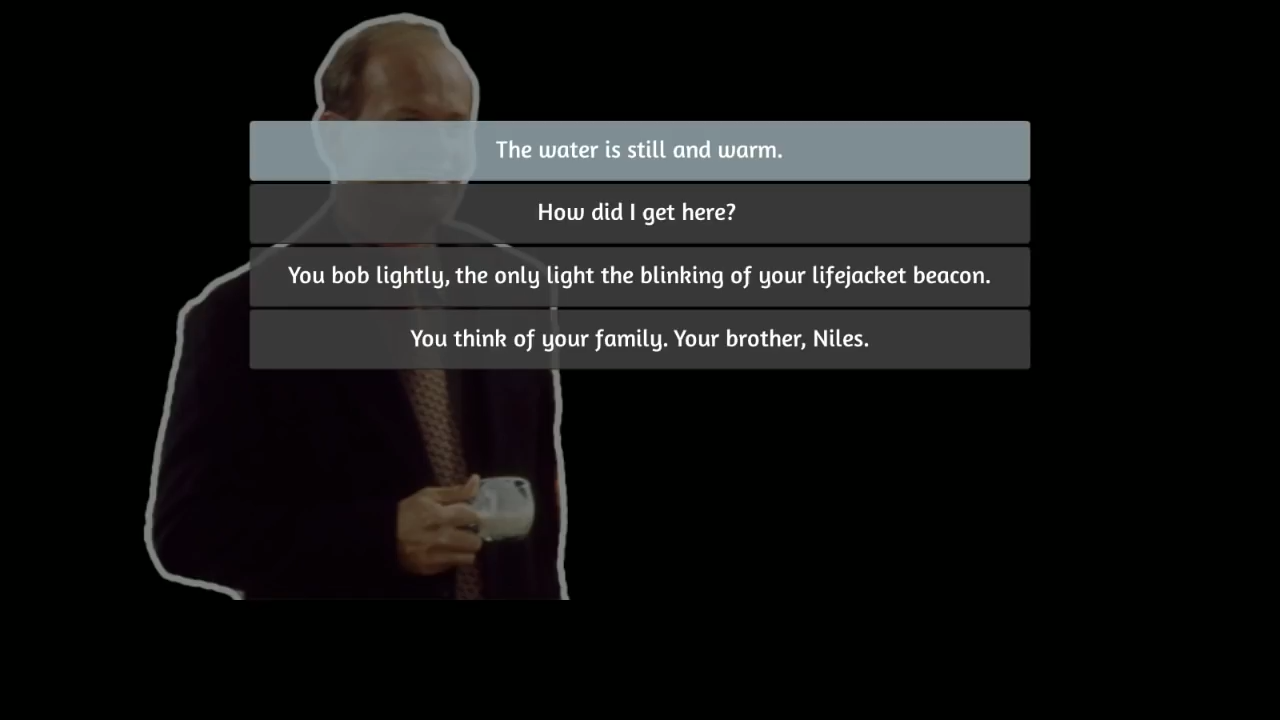 The water is still and warm.
How did I get here?
You bob lightly, the only light the blinking of your lifejacket beacon.
You think of your family. Your brother, Niles.